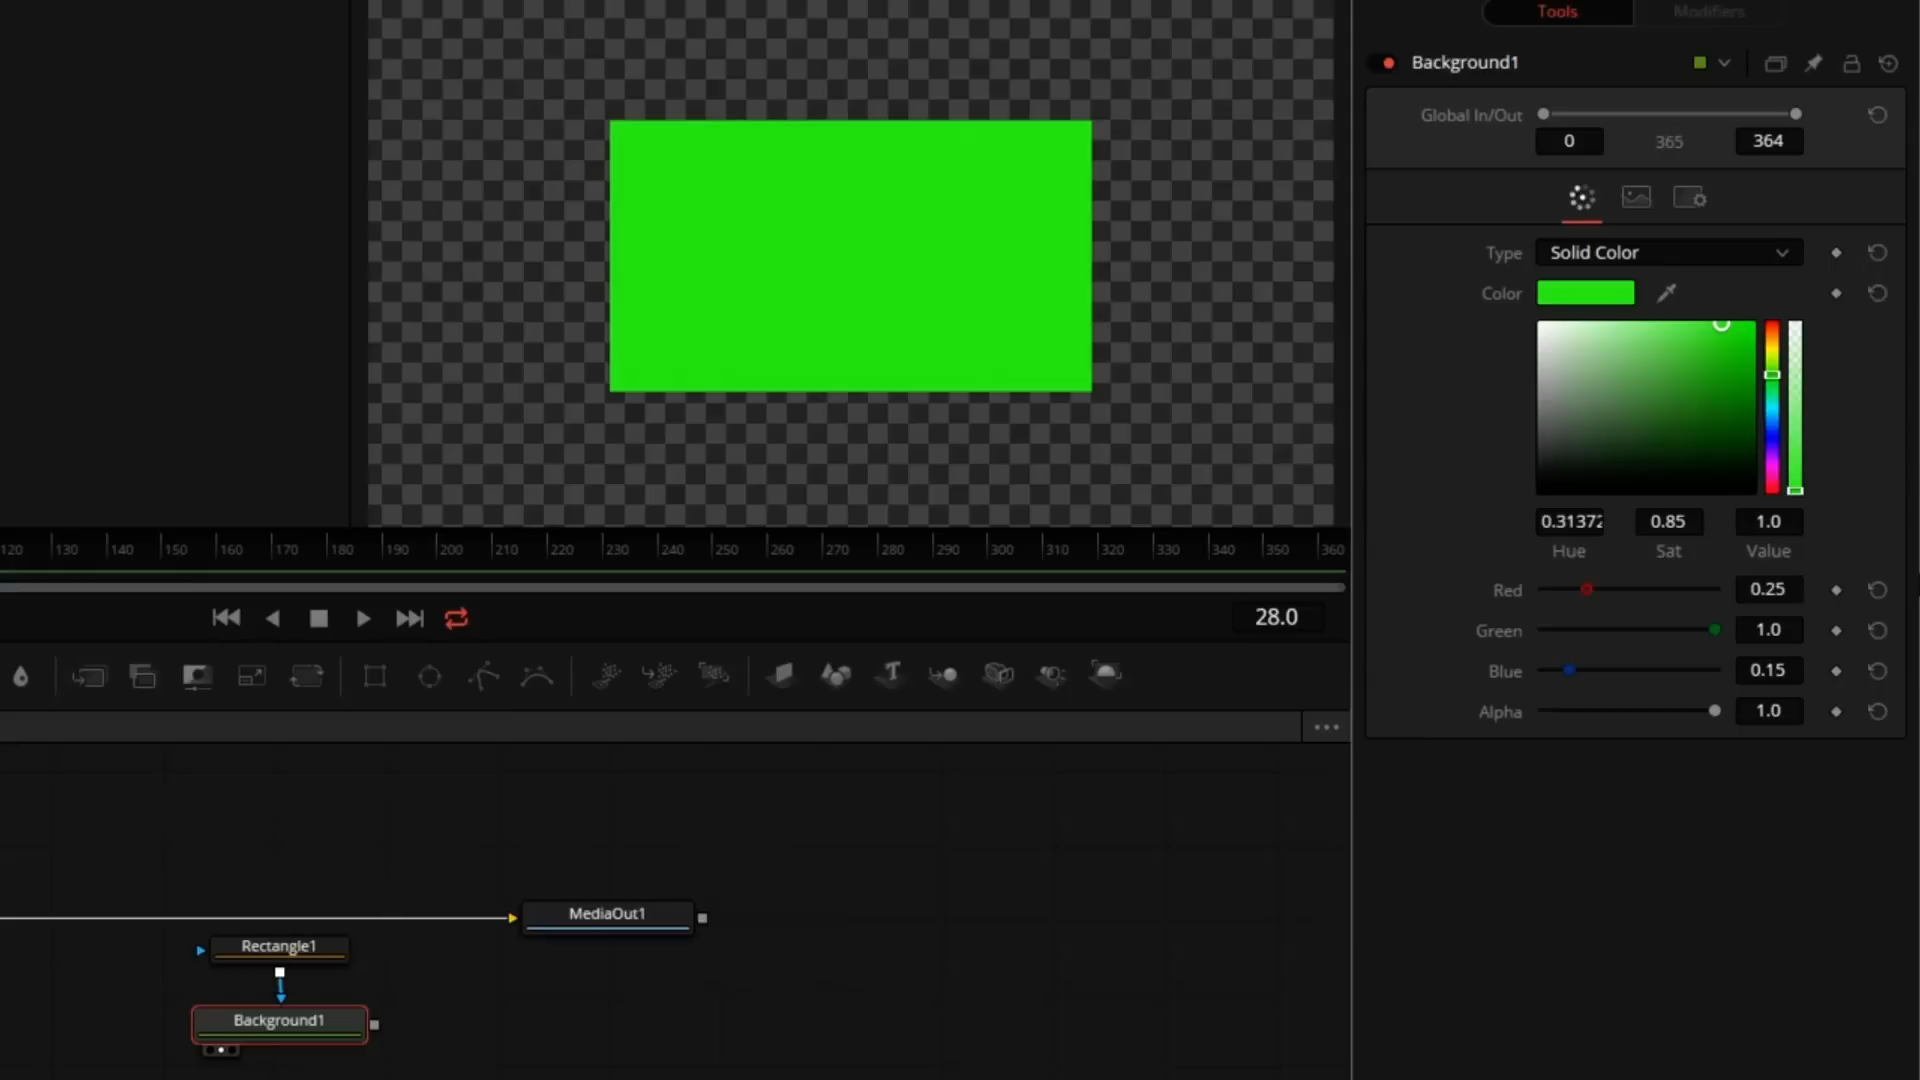 Tools Modifiers
Background1
Global In/Out
0 365 364
Type Solid Color
Color
0.31372 0.85 1.0
Hue Sat Value
Red 0.25
Green 1.0
Blue 0.15
Alpha 1.0
120 130 140 150 160 170 180 190 200 210 220 230 240 250 260 270 280 290 300 310 320 330 340 350 360
28.0
T
MediaOut1
Rectangle1
Background1